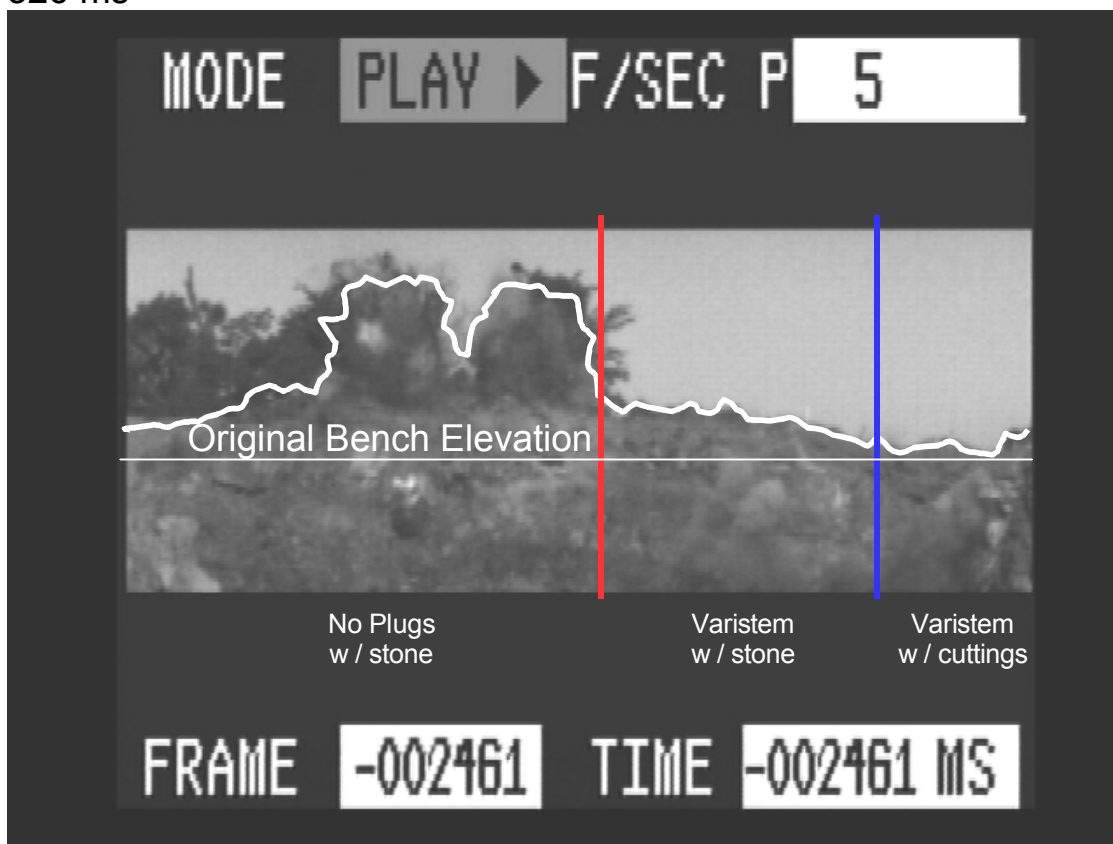 MODE PLAY ▶ F/SEC P 5
Original Bench Elevation
No Plugs
w / stone
Varistem
w / stone
Varistem
w / cuttings
FRAME -002461 TIME -002461 MS